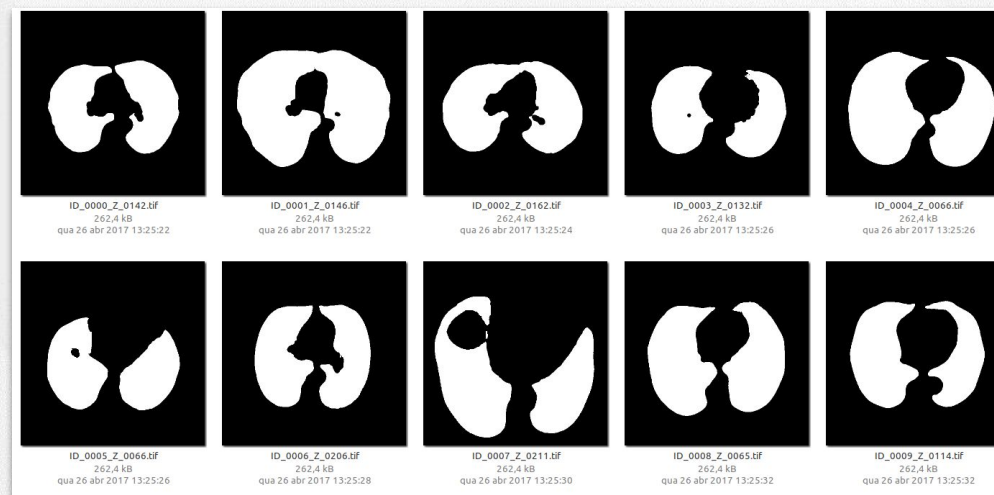 ID_0000_Z_0142.tif
262,4 kB
qua 26 abr 2017 13:25:22
ID_0001_Z_0146.tif
262,4 kB
qua 26 abr 2017 13:25:22
ID_0002_Z_0162.tif
262,4 kB
qua 26 abr 2017 13:25:24
ID_0003_Z_0132.tif
262,4 kB
qua 26 abr 2017 13:25:26
ID_0004_Z_0066.tif
262,4 kB
qua 26 abr 2017 13:25:26
ID_0005_Z_0066.tif
262,4 kB
qua 26 abr 2017 13:25:26
ID_0006_Z_0206.tif
262,4 kB
qua 26 abr 2017 13:25:28
ID_0007_Z_0211.tif
262,4 kB
qua 26 abr 2017 13:25:30
ID_0008_Z_0065.tif
262,4 kB
qua 26 abr 2017 13:25:32
ID_0009_Z_0114.tif
262,4 kB
qua 26 abr 2017 13:25:32